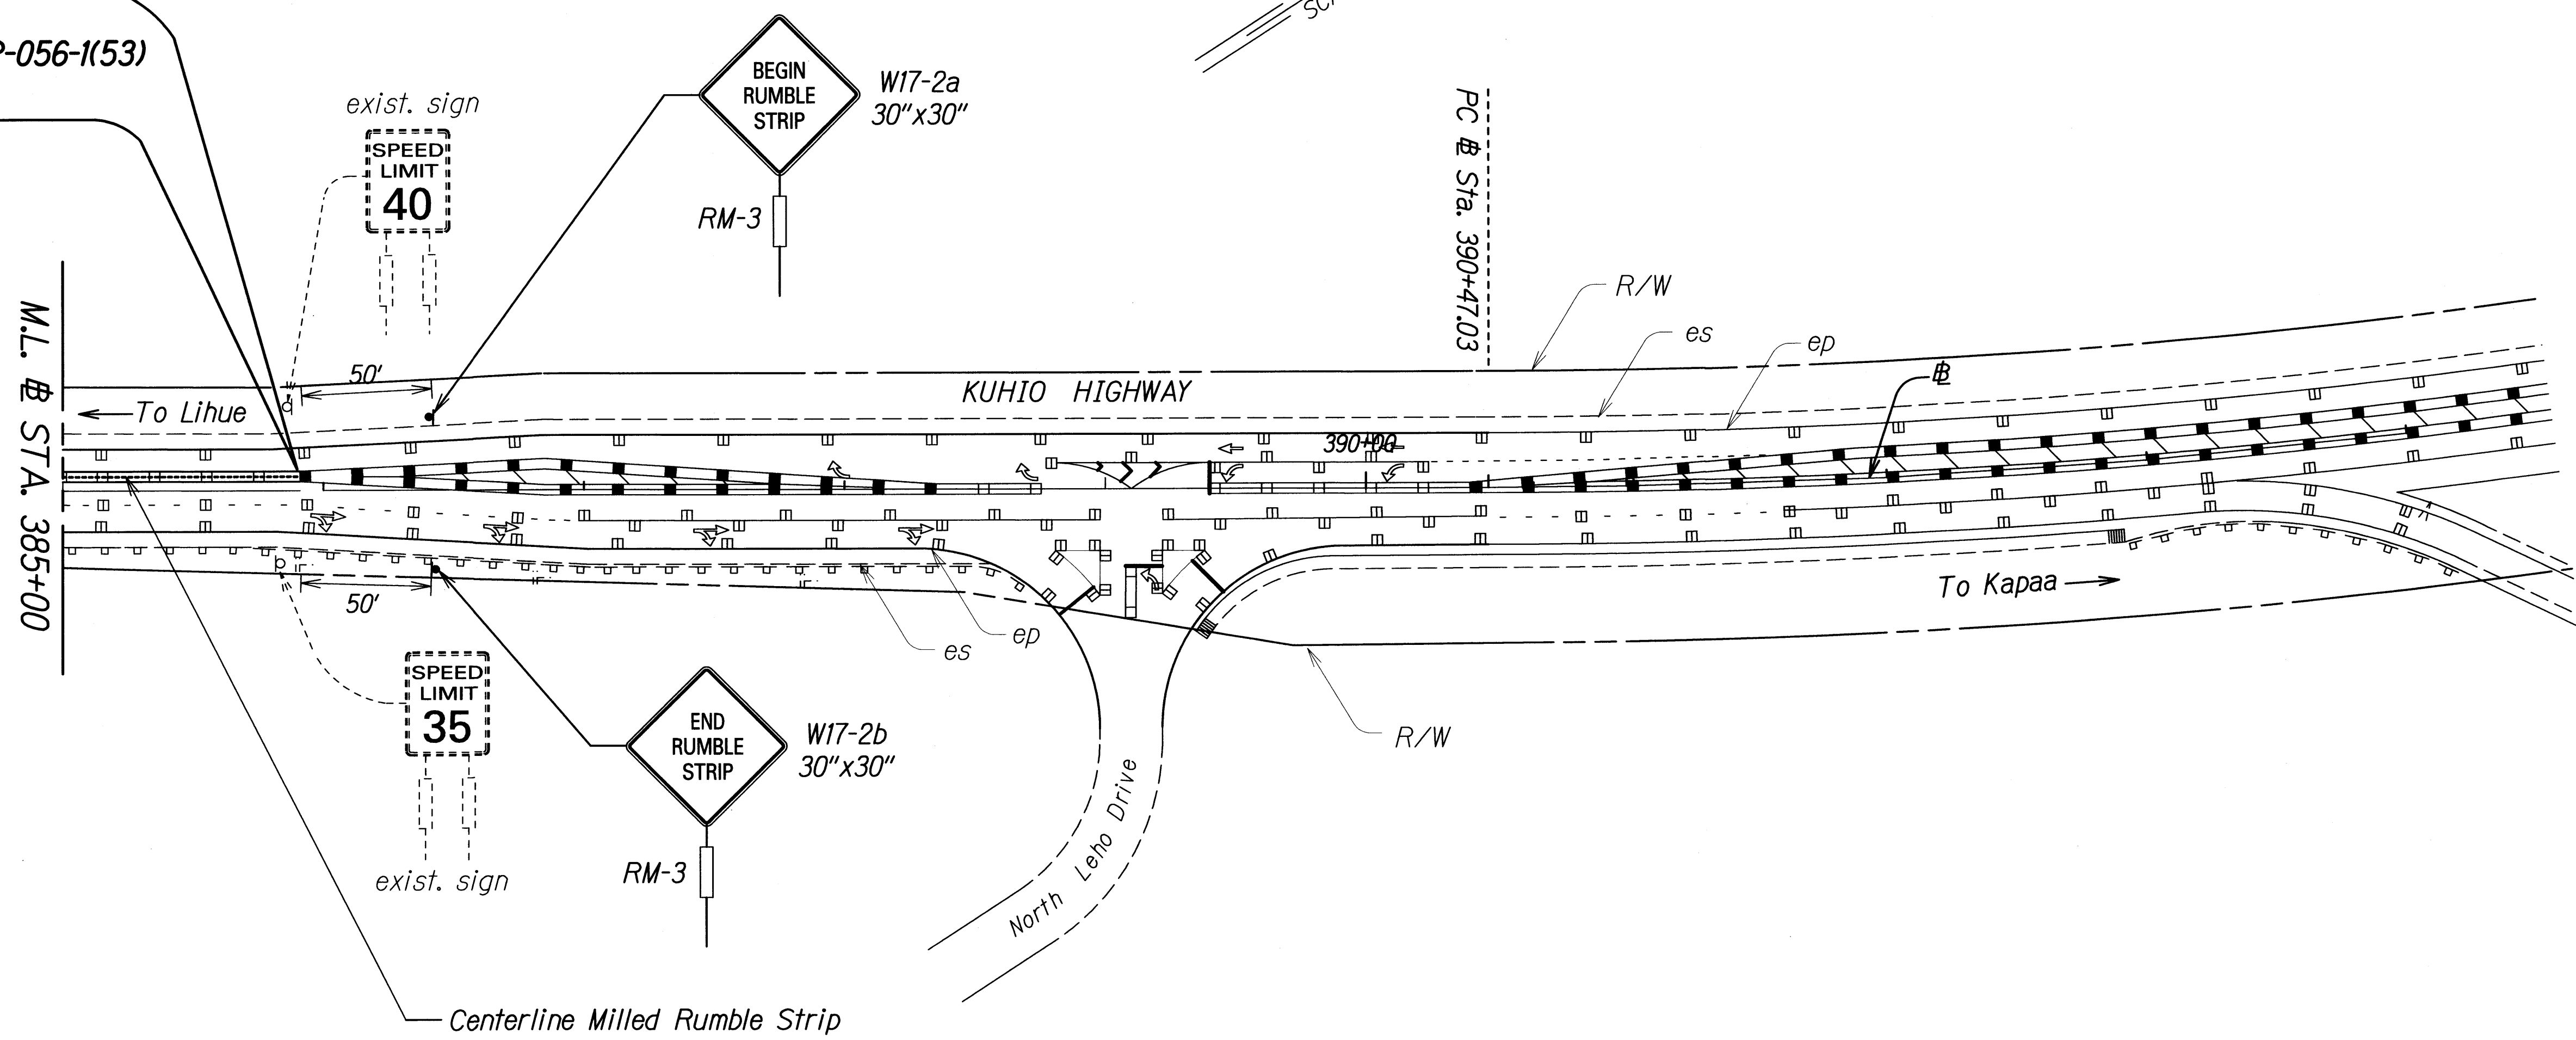 P-056-1(53)
exist. sign
SPEED
LIMIT
40
BEGIN
RUMBLE
STRIP
W17-2a
30"x30"
RM-3
PC ℄ Sta. 390+47.03
R/W
es
ep
M.L. ℄ STA. 385+00
50'
To Lihue
KUHIO HIGHWAY
390+00
50'
To Kapaa
ep
es
SPEED
LIMIT
35
exist. sign
END
RUMBLE
STRIP
W17-2b
30"x30"
RM-3
R/W
North Leho Drive
Centerline Milled Rumble Strip